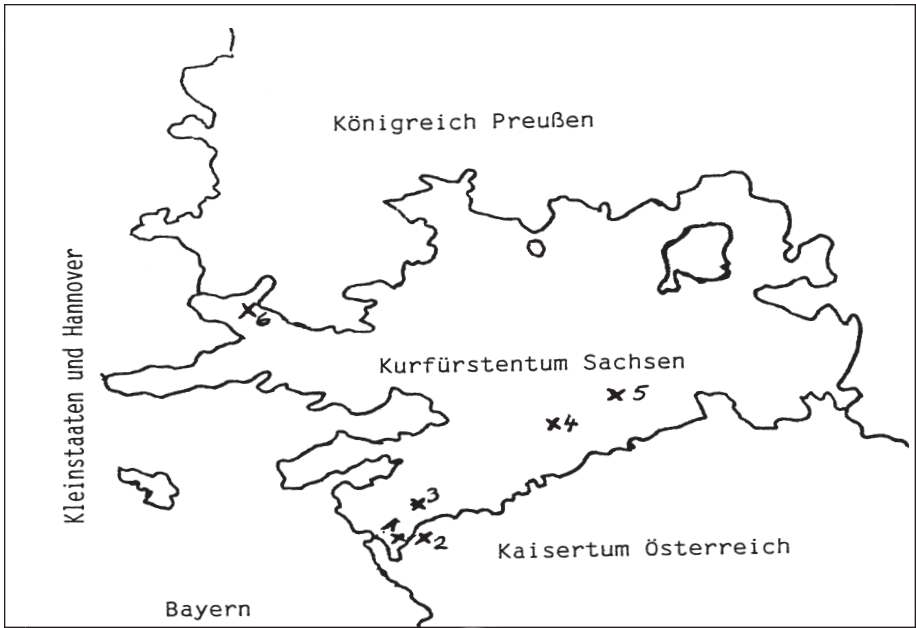 Königreich Preußen
Kleinstaaten und Hannover
6
Kurfürstentum Sachsen
5
4
3
1
2
Kaisertum Österreich
Bayern